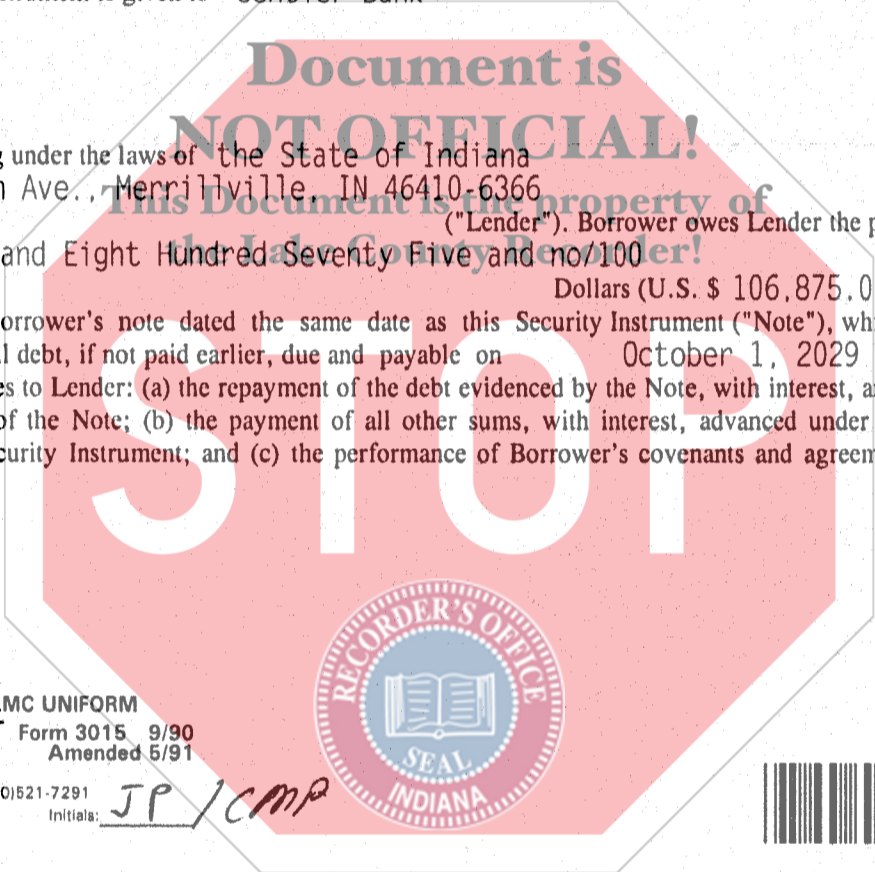 Document is
NOT OFFICIAL!
under the laws of the State of Indiana
Ave., Merrillville, IN 46410-6366
This Document is the property of
("Lender"). Borrower owes Lender the
the Lake County Recorder!
and Eight Hundred Seventy Five and no/100
Dollars (U.S. $ 106,875.0
orrower's note dated the same date as this Security Instrument ("Note"), wh
l debt, if not paid earlier, due and payable on October 1, 2029
es to Lender: (a) the repayment of the debt evidenced by the Note, with interest, a
of the Note; (b) the payment of all other sums, with interest, advanced under
curity Instrument; and (c) the performance of Borrower's covenants and agreem
STOP
RECORDER'S OFFICE
SEAL
INDIANA
MC UNIFORM
Form 3015 9/90
Amended 5/91
0)521-7291
Initials: JP / CMP